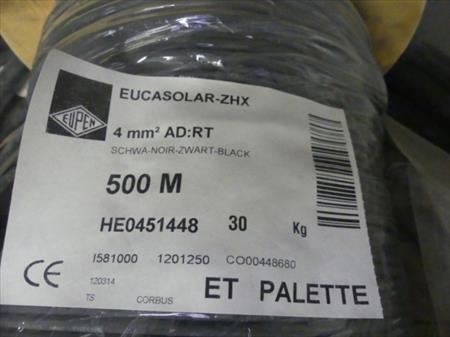 EUCASOLAR-ZHX
EUPEN
4 mm² AD:RT
SCHWA-NOIR-ZWART-BLACK
500 M
HE0451448 30 Kg
I581000 1201250 CO00448680
CE 120314
TS CORBUS ET PALETTE